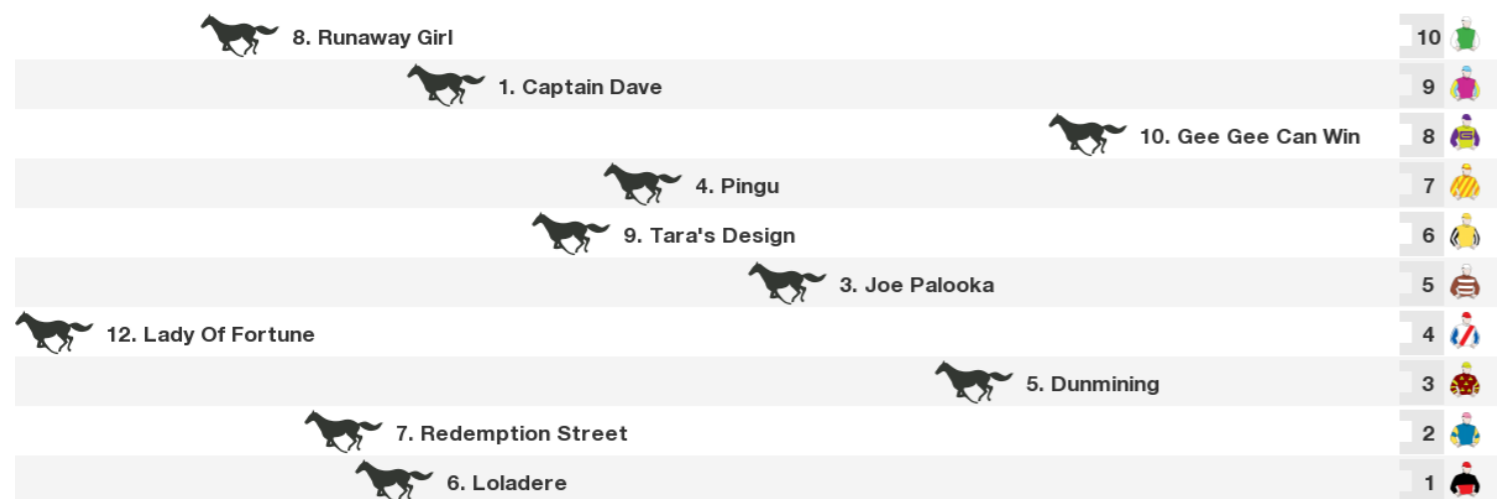 8. Runaway Girl 10
1. Captain Dave 9
10. Gee Gee Can Win 8
4. Pingu 7
9. Tara's Design 6
3. Joe Palooka 5
12. Lady Of Fortune 4
5. Dunmining 3
7. Redemption Street 2
6. Loladere 1